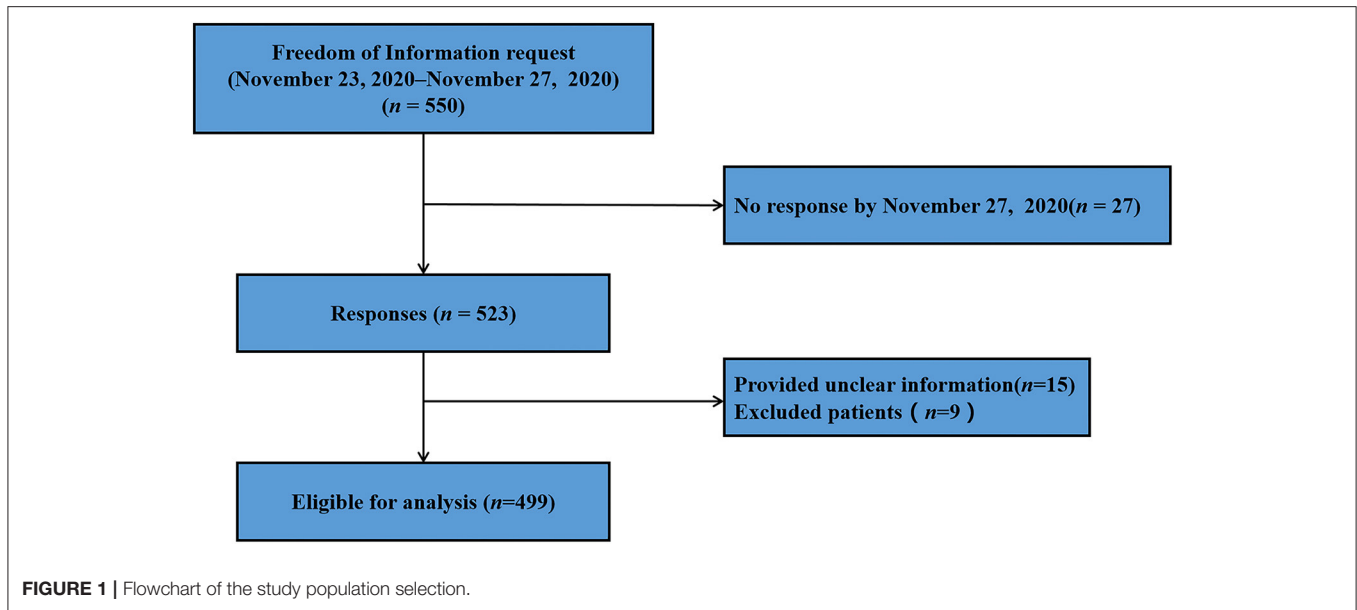 Freedom of Information request
(November 23, 2020–November 27, 2020)
(n = 550)
No response by November 27, 2020(n = 27)
Responses (n = 523)
Provided unclear information(n=15)
Excluded patients ( n=9 )
Eligible for analysis (n=499)
FIGURE 1 | Flowchart of the study population selection.